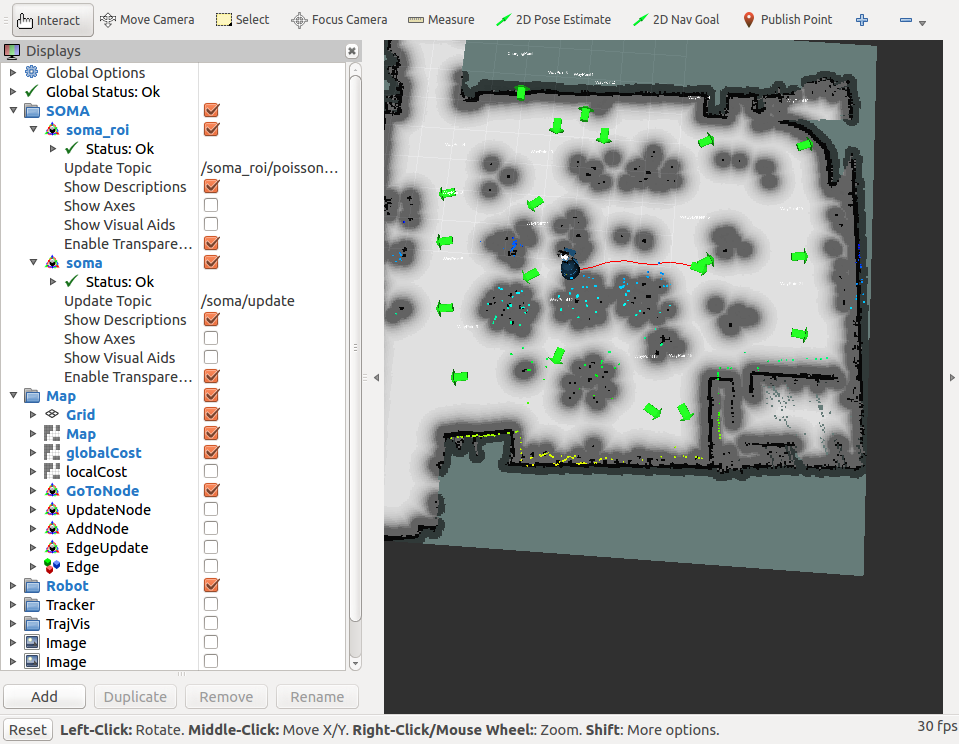 Interact Move Camera Select Focus Camera Measure 2D Pose Estimate 2D Nav Goal Publish Point
Displays
Global Options
Global Status: Ok
SOMA
soma_roi
Status: Ok
Update Topic /soma_roi/poisson...
Show Descriptions
Show Axes
Show Visual Aids
Enable Transpare...
soma
Status: Ok
Update Topic /soma/update
Show Descriptions
Show Axes
Show Visual Aids
Enable Transpare...
Map
Grid
Map
globalCost
localCost
GoToNode
UpdateNode
AddNode
EdgeUpdate
Edge
Robot
Tracker
TrajVis
Image
Image
Add Duplicate Remove Rename
Reset Left-Click: Rotate. Middle-Click: Move X/Y. Right-Click/Mouse Wheel:: Zoom. Shift: More options. 30 fps